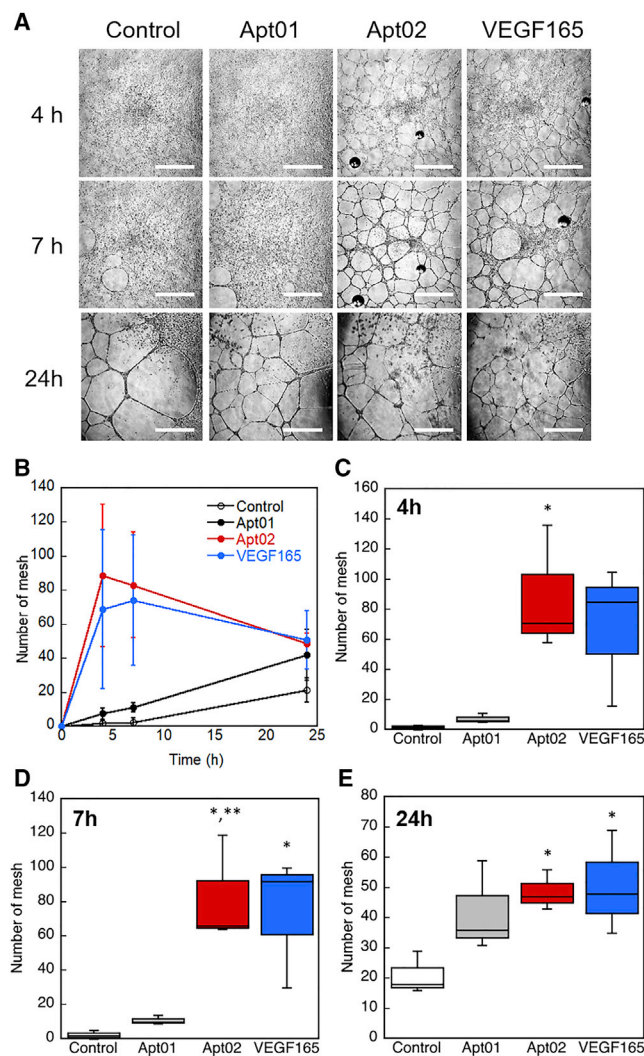 A
Control Apt01 Apt02 VEGF165
4 h
7 h
24h
B
140
120
100
80
60
40
20
0
Number of mesh
0 5 10 15 20 25
Time (h)
Control
Apt01
Apt02
VEGF165
C
4h
160
140
120
100
80
60
40
20
0
Number of mesh
*
Control Apt01 Apt02 VEGF165
D
7h
140
120
100
80
60
40
20
0
Number of mesh
*,**
*
Control Apt01 Apt02 VEGF165
E
24h
80
70
60
50
40
30
20
10
0
Number of mesh
*
*
Control Apt01 Apt02 VEGF165